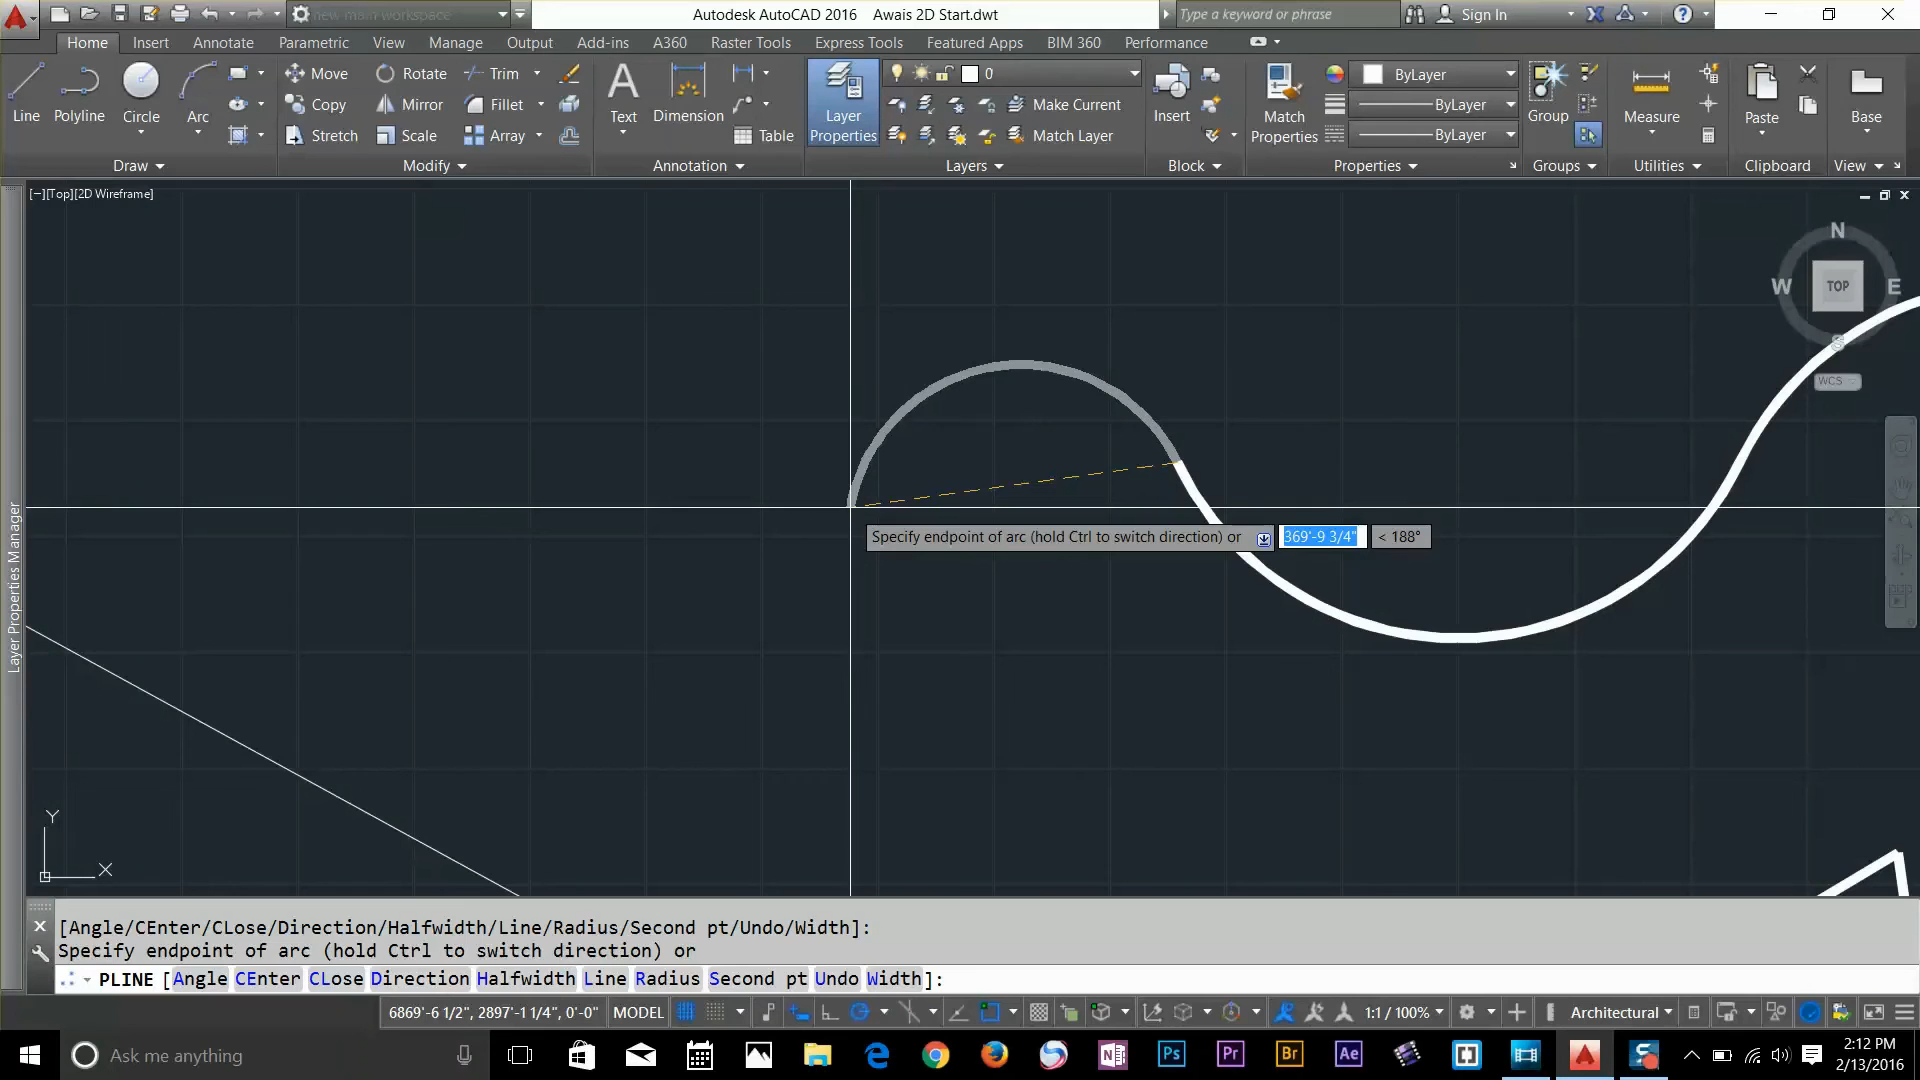 new main workspace
Autodesk AutoCAD 2016 Awais 2D Start.dwt
Type a keyword or phrase
Sign In
Home Insert Annotate Parametric View Manage Output Add-ins A360 Raster Tools Express Tools Featured Apps BIM 360 Performance
Line Polyline Circle Arc
Move Rotate Trim
Copy Mirror Fillet
Stretch Scale Array
Text Dimension Table
Layer Properties
0
Make Current
Match Layer
Insert
Match Properties
ByLayer
ByLayer
ByLayer
Group
Measure
Paste
Base
Draw Modify Annotation Layers Block Properties Groups Utilities Clipboard View
[−][Top][2D Wireframe]
N
W TOP E
S
WCS
Layer Properties Manager
Specify endpoint of arc (hold Ctrl to switch direction) or 369'-9 3/4" < 188°
Y
X
[Angle/CEnter/CLose/Direction/Halfwidth/Line/Radius/Second pt/Undo/Width]:
Specify endpoint of arc (hold Ctrl to switch direction) or
PLINE [Angle CEnter CLose Direction Halfwidth Line Radius Second pt Undo Width]:
6869'-6 1/2", 2897'-1 1/4", 0'-0" MODEL 1:1 / 100% Architectural
Ask me anything
N Ps Pr Br Ae
2:12 PM
2/13/2016